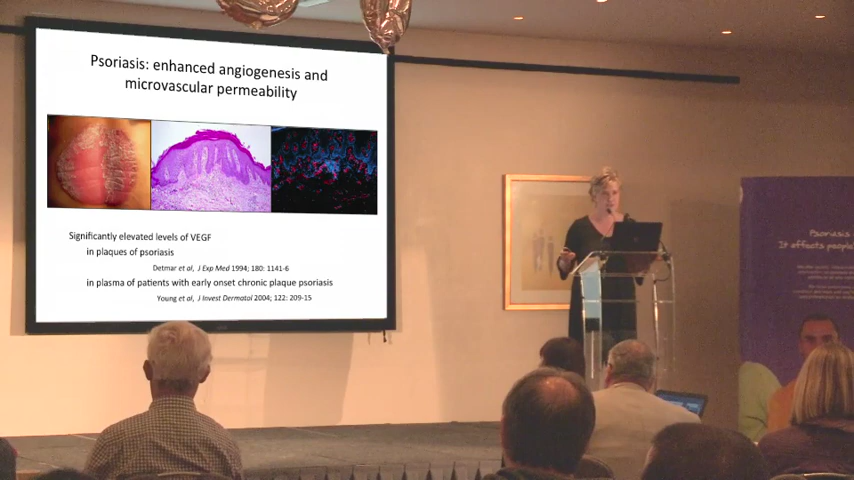 Psoriasis: enhanced angiogenesis and
microvascular permeability
Significantly elevated levels of VEGF
in plaques of psoriasis
Detmar et al, J Exp Med 1994; 180: 1141-6
in plasma of patients with early onset chronic plaque psoriasis
Young et al, J Invest Dermatol 2004; 122: 209-15
Psoriasis
It affects people